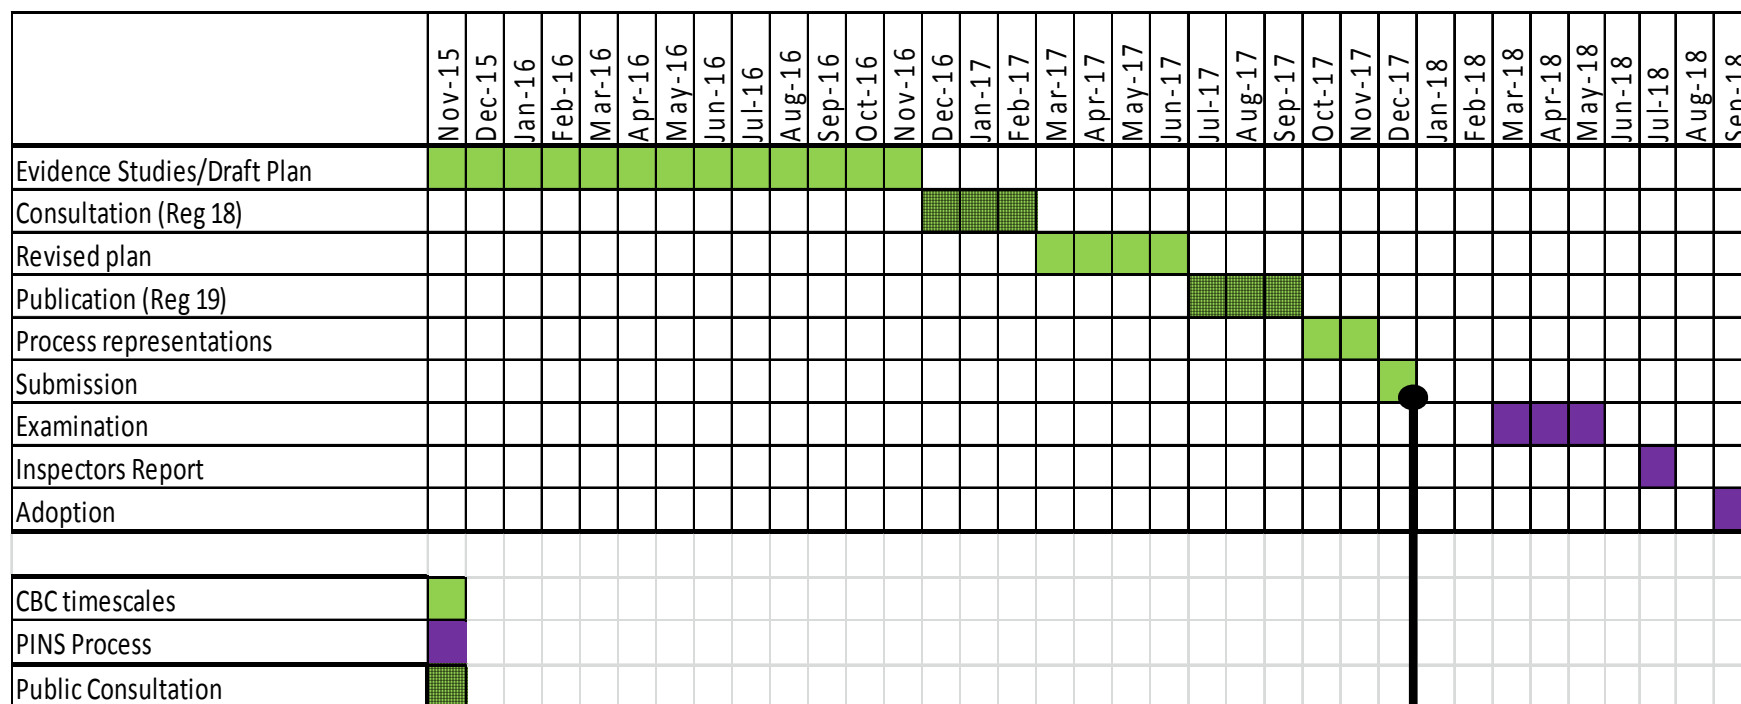 Nov-15
Dec-15
Jan-16
Feb-16
Mar-16
Apr-16
May-16
Jun-16
Jul-16
Aug-16
Sep-16
Oct-16
Nov-16
Dec-16
Jan-17
Feb-17
Mar-17
Apr-17
May-17
Jun-17
Jul-17
Aug-17
Sep-17
Oct-17
Nov-17
Dec-17
Jan-18
Feb-18
Mar-18
Apr-18
May-18
Jun-18
Jul-18
Aug-18
Sep-18
Evidence Studies/Draft Plan
Consultation (Reg 18)
Revised plan
Publication (Reg 19)
Process representations
Submission
Examination
Inspectors Report
Adoption
CBC timescales
PINS Process
Public Consultation